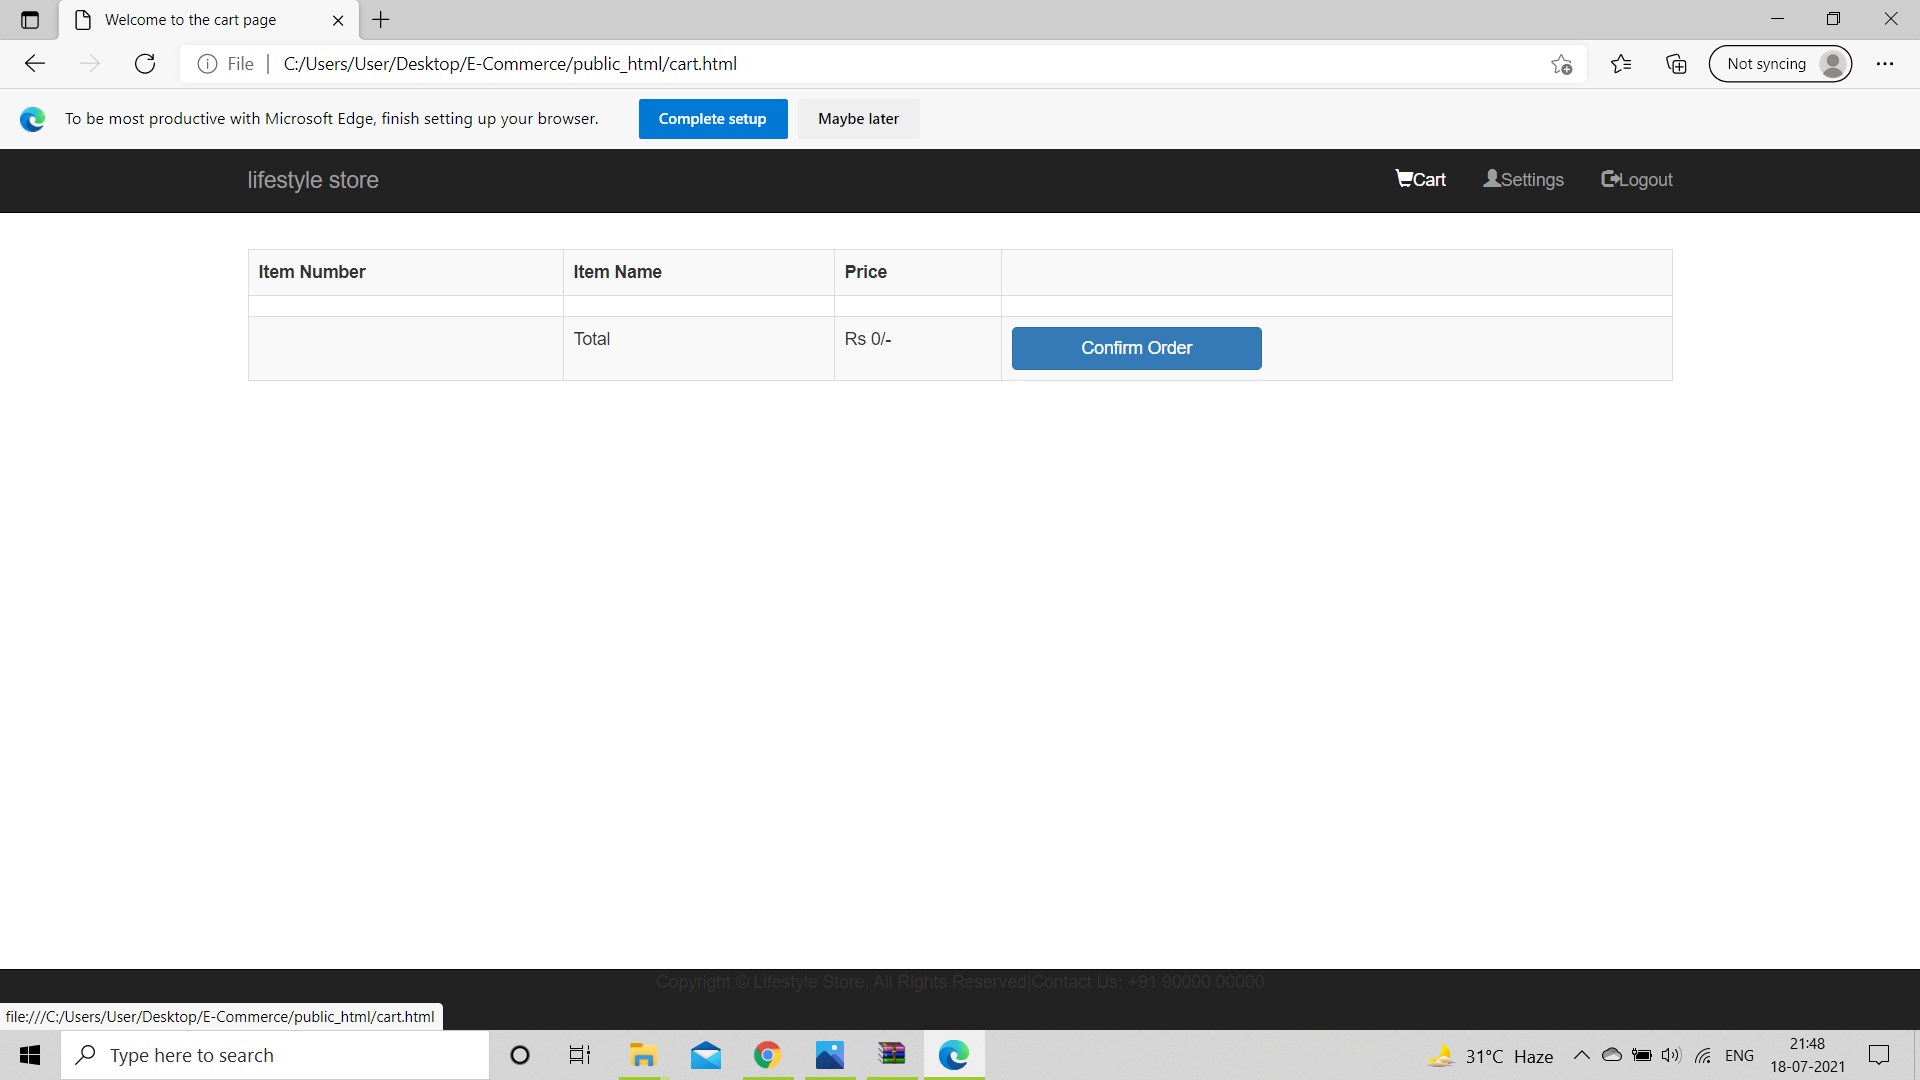 Welcome to the cart page
File
C:/Users/User/Desktop/E-Commerce/public_html/cart.html
Not syncing
To be most productive with Microsoft Edge, finish setting up your browser.
Complete setup
Maybe later
lifestyle store
Cart
Settings
Logout
Item Number
Item Name
Price
Total
Rs 0/-
Confirm Order
Copyright © Lifestyle Store. All Rights Reserved|Contact Us: +91 90000 00000
file:///C:/Users/User/Desktop/E-Commerce/public_html/cart.html
Type here to search
31°C Haze
ENG
21:48
18-07-2021